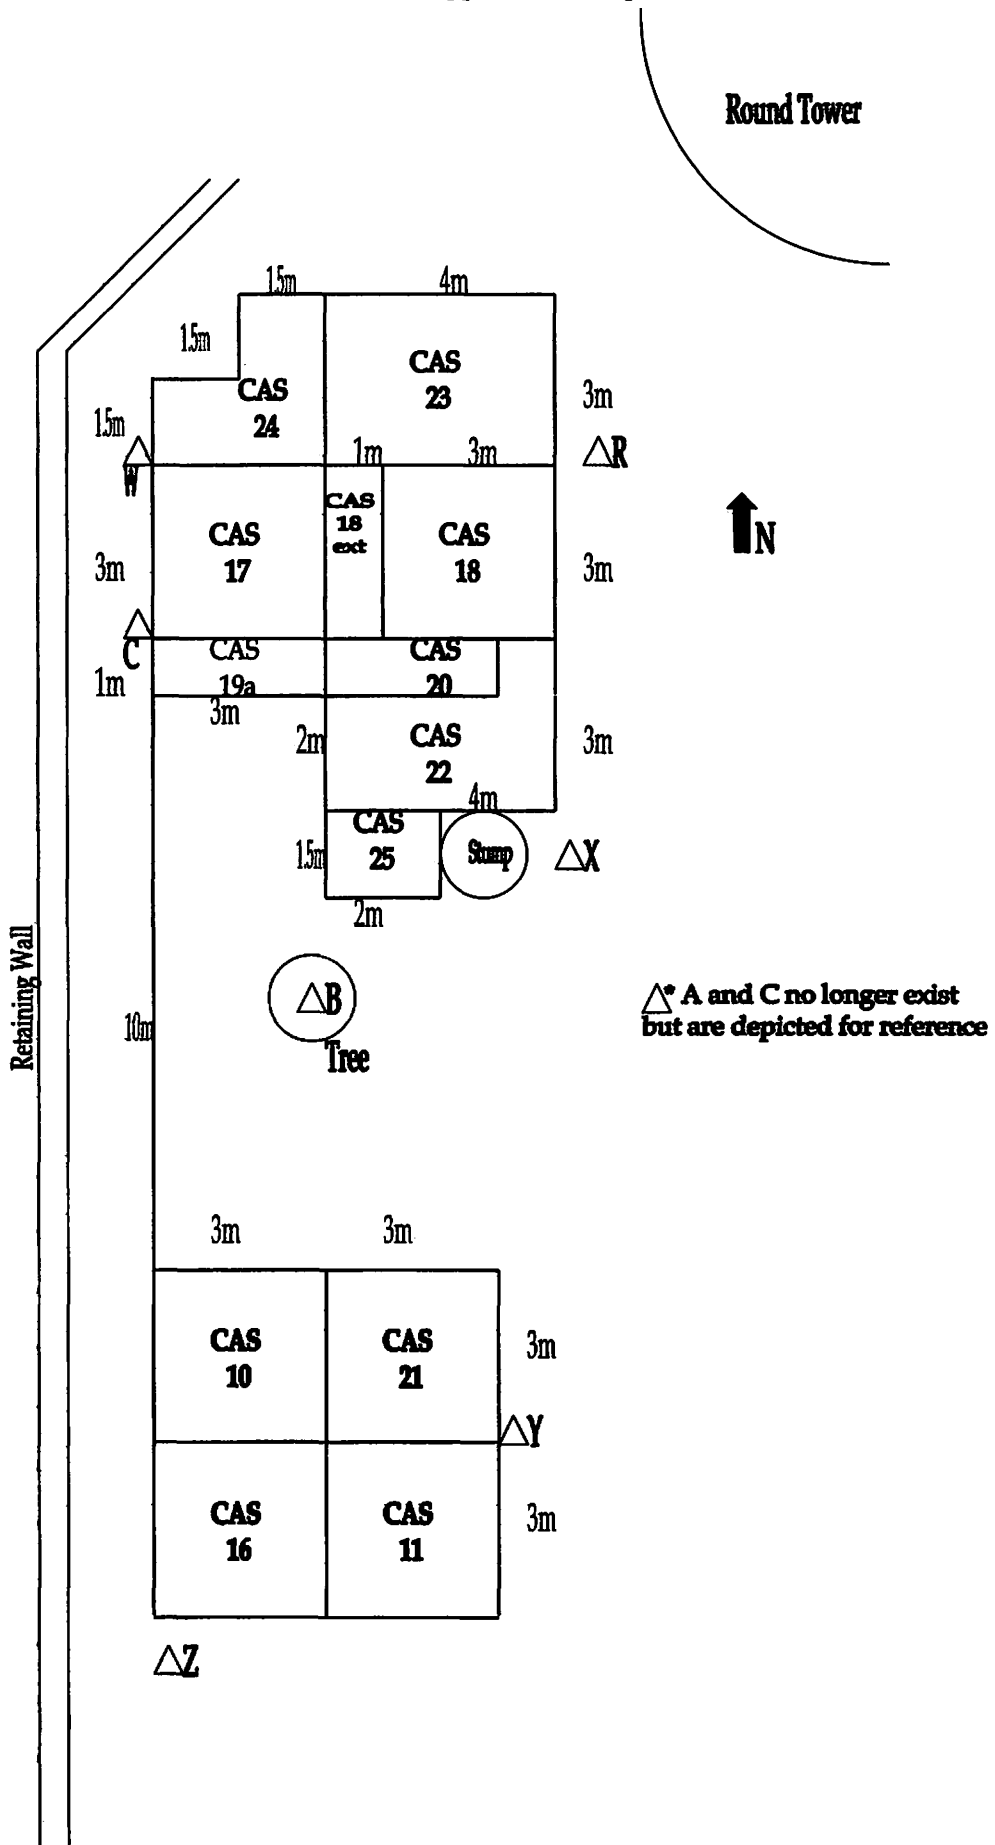 Round Tower
1.5m
4m
1.5m
CAS
23
CAS
24
3m
1.5m
1m
3m
R
W
CAS
18
ext
CAS
17
CAS
18
N
3m
3m
C
CAS
19a
CAS
20
1m
3m
2m
CAS
22
3m
4m
CAS
25
Stump
X
1.5m
2m
Retaining Wall
B
Tree
* A and C no longer exist
but are depicted for reference
10m
3m
3m
CAS
10
CAS
21
3m
Y
CAS
16
CAS
11
3m
Z